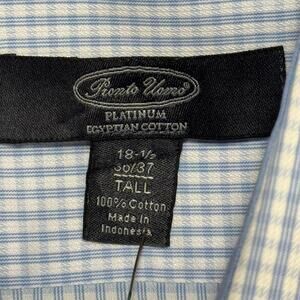 Pronto Uomo®
PLATINUM
EGYPTIAN COTTON
18-1/2
36/37
TALL
100% Cotton
Made in
Indonesia